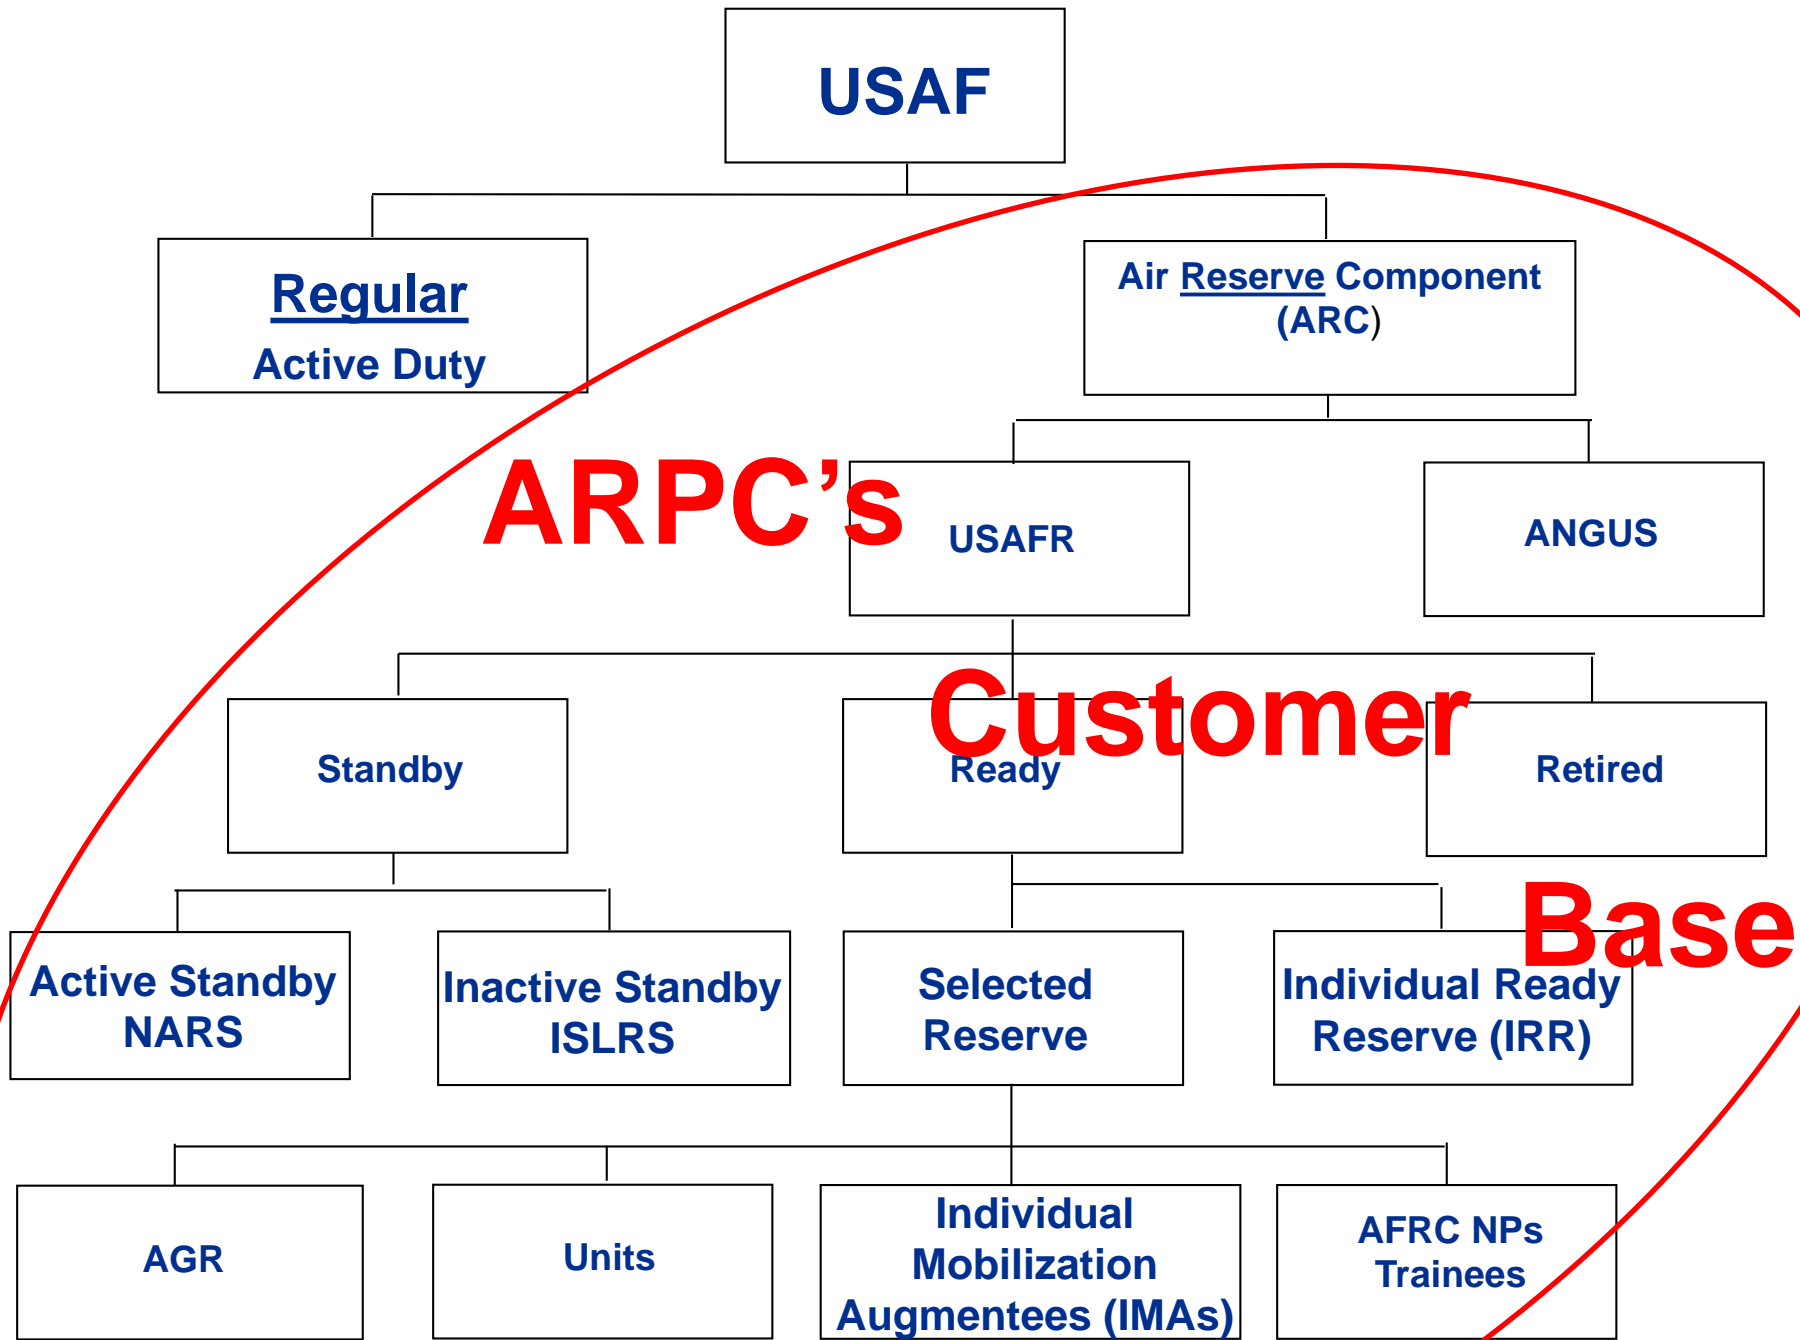 USAF
Regular
Active Duty
Air Reserve Component
(ARC)
ARPC’s
USAFR
ANGUS
Customer
Standby
Ready
Retired
Base
Active Standby
NARS
Inactive Standby
ISLRS
Selected
Reserve
Individual Ready
Reserve (IRR)
AGR
Units
Individual
Mobilization
Augmentees (IMAs)
AFRC NPs
Trainees